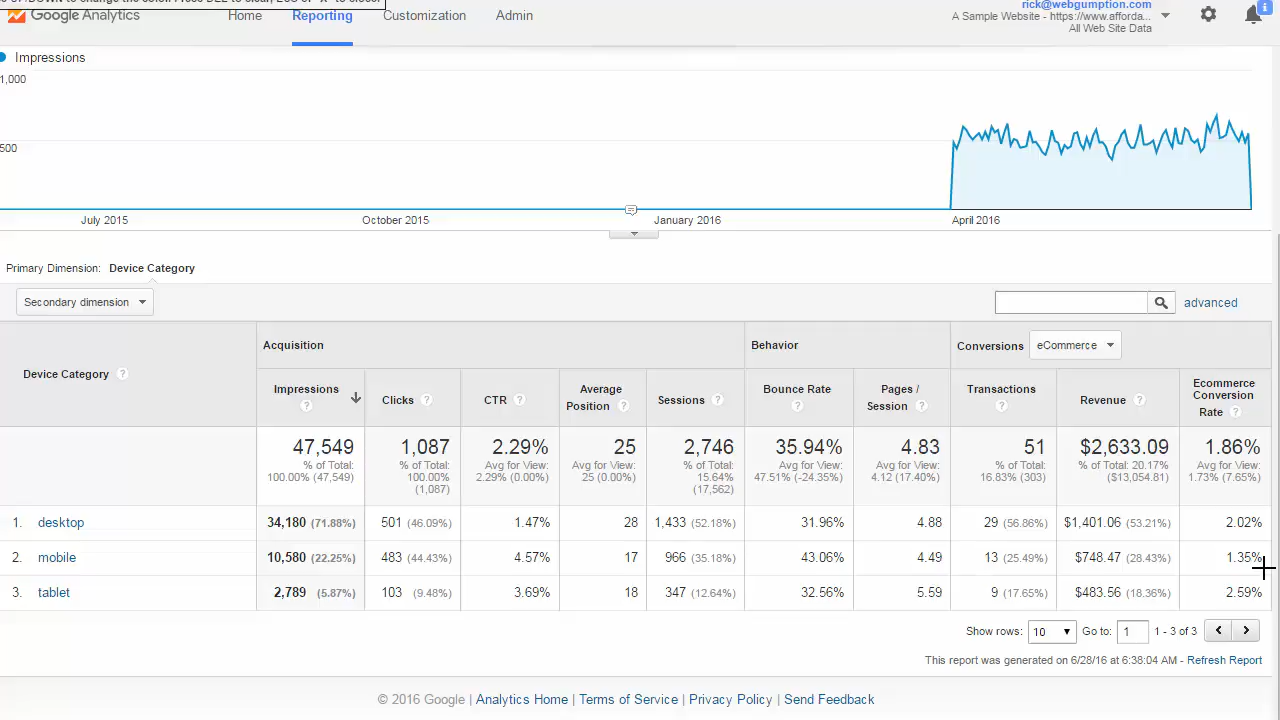 Google Analytics Home Reporting Customization Admin
rick@webgumption.com
A Sample Website - https://www.afforda...
All Web Site Data
Impressions
1,000
500
July 2015 October 2015 January 2016 April 2016
Primary Dimension: Device Category
Secondary dimension advanced
Acquisition Behavior Conversions eCommerce
Device Category ? Impressions ? Clicks ? CTR ? Average Position ? Sessions ? Bounce Rate ? Pages / Session ? Transactions ? Revenue ? Ecommerce Conversion Rate ?
47,549 1,087 2.29% 25 2,746 35.94% 4.83 51 $2,633.09 1.86%
% of Total: % of Total: Avg for View: Avg for View: % of Total: Avg for View: Avg for View: % of Total: % of Total: 20.17% Avg for View:
100.00% (47,549) 100.00% 2.29% (0.00%) 25 (0.00%) 15.64% 47.51% (-24.35%) 4.12 (17.40%) 16.83% (303) ($13,054.81) 1.73% (7.65%)
(1,087) (17,562)
1. desktop 34,180 (71.88%) 501 (46.09%) 1.47% 28 1,433 (52.18%) 31.96% 4.88 29 (56.86%) $1,401.06 (53.21%) 2.02%
2. mobile 10,580 (22.25%) 483 (44.43%) 4.57% 17 966 (35.18%) 43.06% 4.49 13 (25.49%) $748.47 (28.43%) 1.35%
3. tablet 2,789 (5.87%) 103 (9.48%) 3.69% 18 347 (12.64%) 32.56% 5.59 9 (17.65%) $483.56 (18.36%) 2.59%
Show rows: 10 Go to: 1 1 - 3 of 3
This report was generated on 6/28/16 at 6:38:04 AM - Refresh Report
© 2016 Google | Analytics Home | Terms of Service | Privacy Policy | Send Feedback